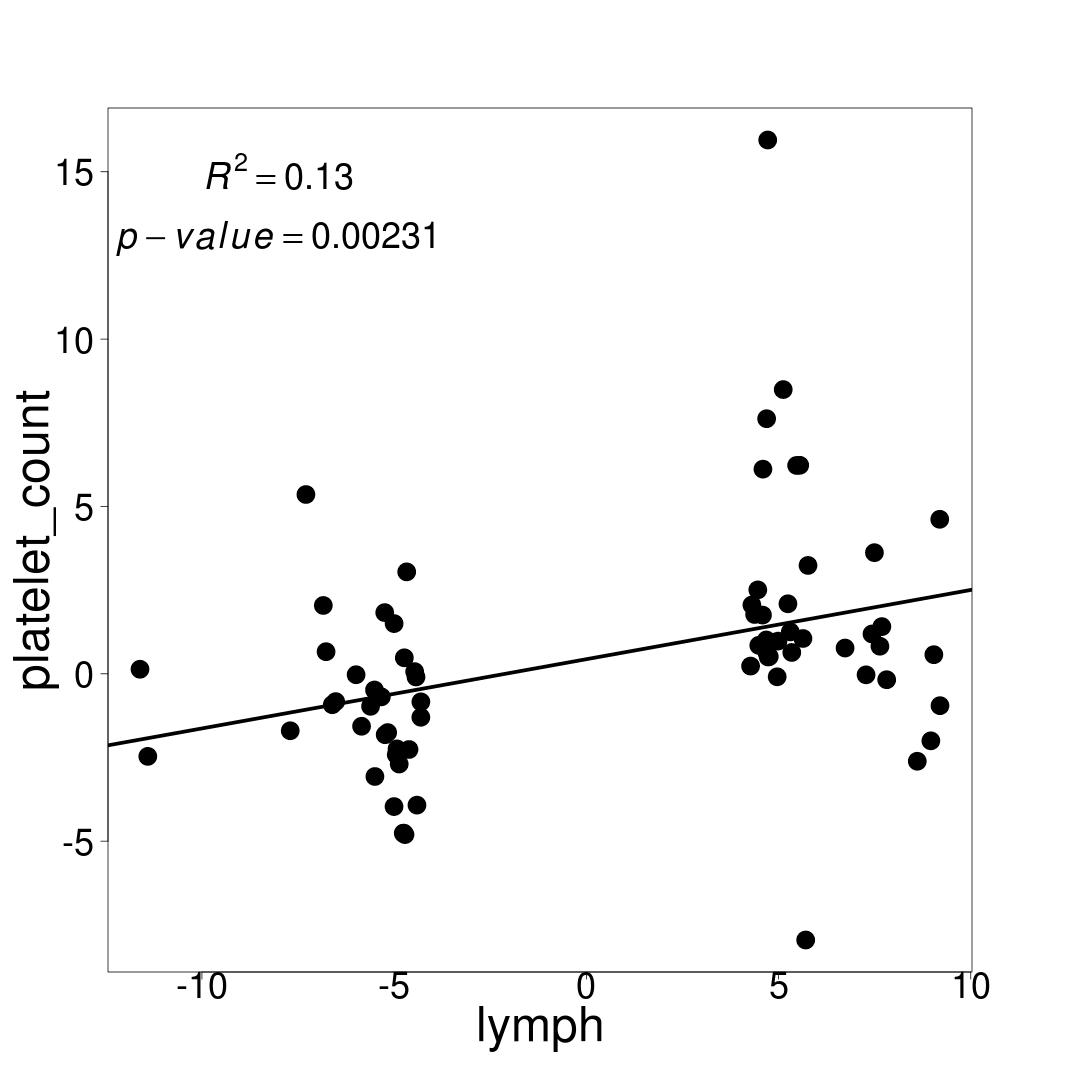 R² = 0.13
p − value = 0.00231
15
10
5
0
-5
platelet_count
-10 -5 0 5 10
lymph